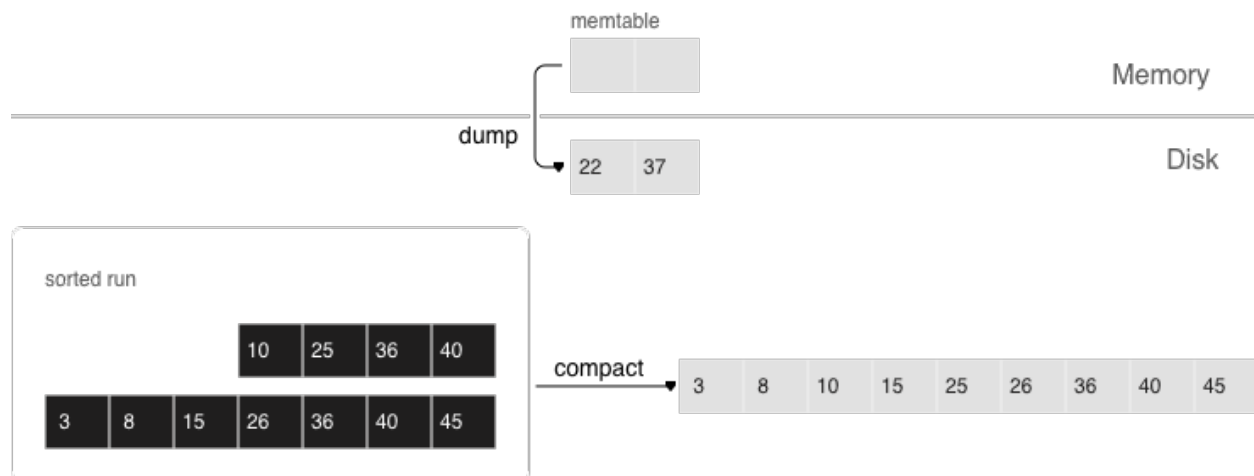 memtable
Memory
dump
22 37
Disk
sorted run
10 25 36 40
3 8 15 26 36 40 45
compact
3 8 10 15 25 26 36 40 45